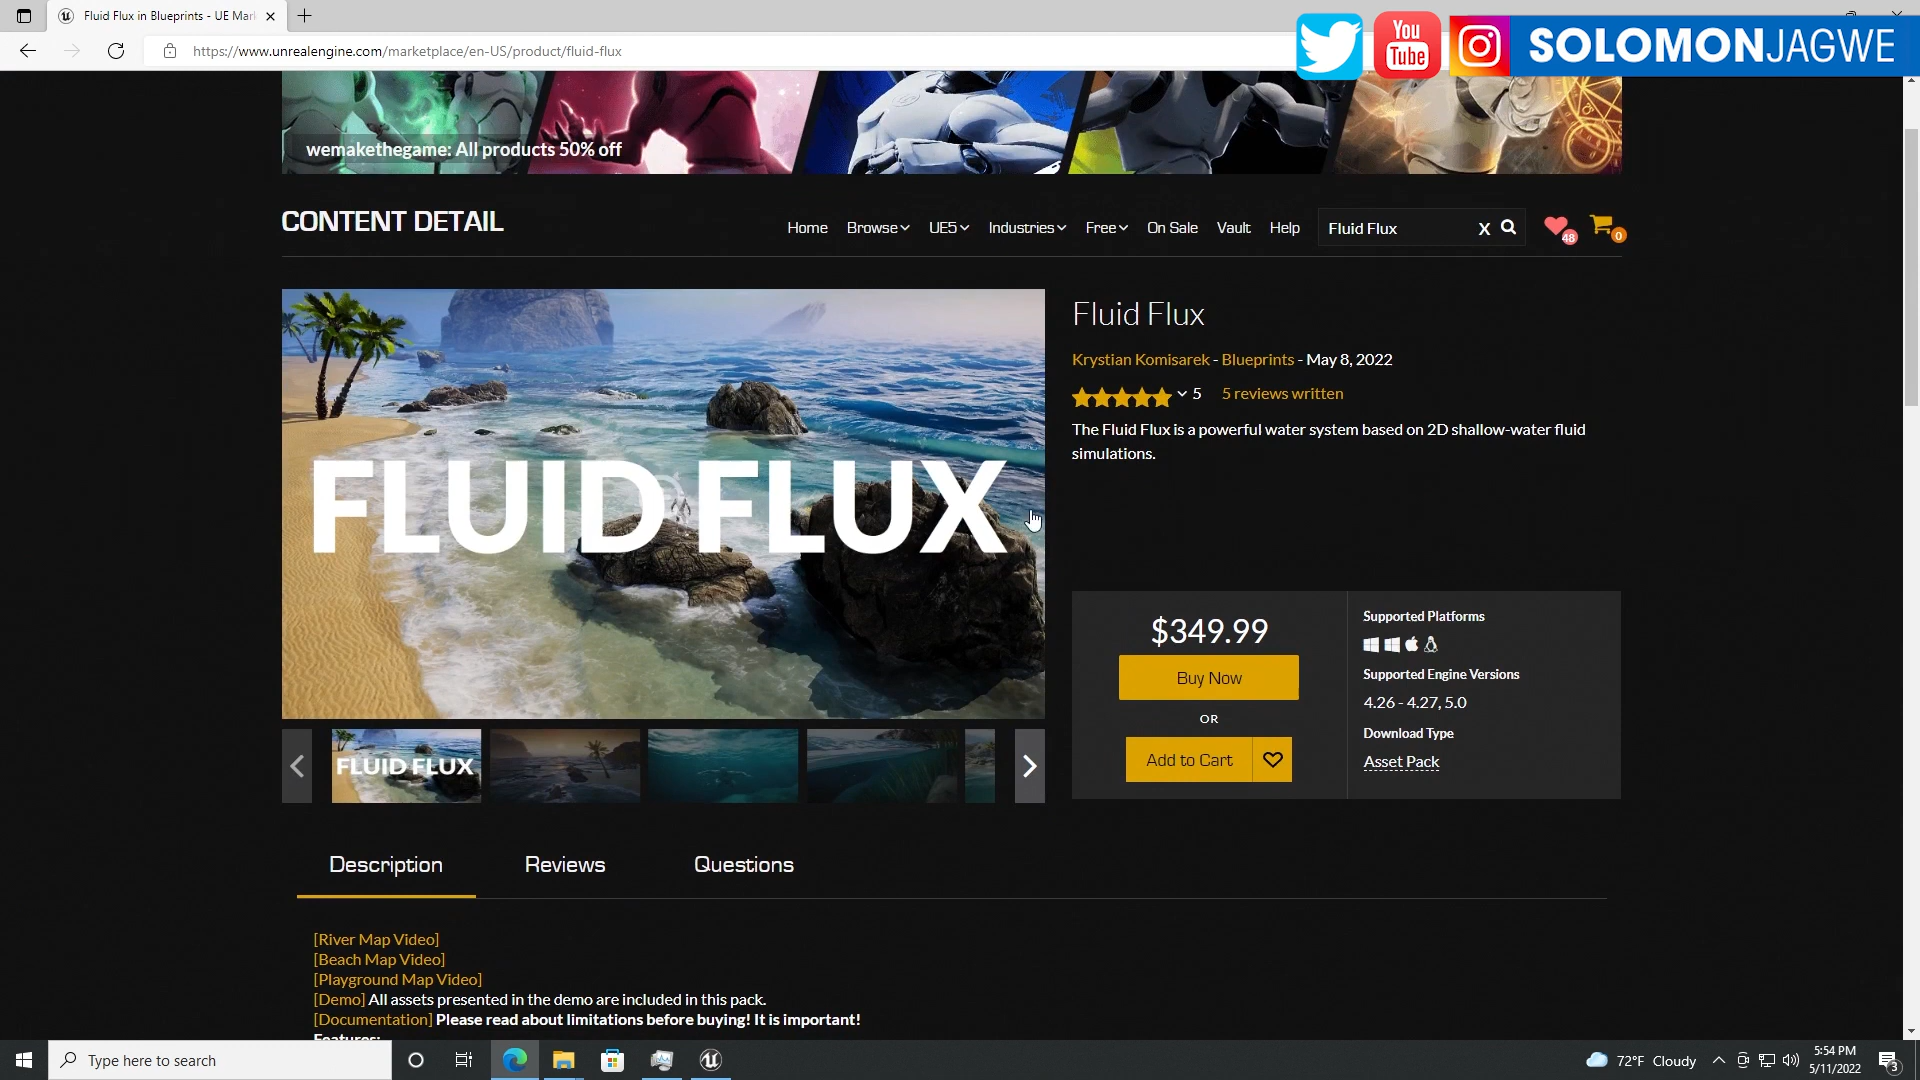 Fluid Flux in Blueprints - UE Mar
https://www.unrealengine.com/marketplace/en-US/product/fluid-flux
You
Tube
SOLOMONJAGWE
wemakethegame: All products 50% off
CONTENT DETAIL
Home Browse UE5 Industries Free On Sale Vault Help
Fluid Flux X
48
0
FLUID FLUX
Fluid Flux
Krystian Komisarek - Blueprints - May 8, 2022
5 5 reviews written
The Fluid Flux is a powerful water system based on 2D shallow-water fluid
simulations.
$349.99
Buy Now
OR
Add to Cart
Supported Platforms
Supported Engine Versions
4.26 - 4.27, 5.0
Download Type
Asset Pack
FLUID FLUX
Description Reviews Questions
[River Map Video]
[Beach Map Video]
[Playground Map Video]
[Demo] All assets presented in the demo are included in this pack.
[Documentation] Please read about limitations before buying! It is important!
Features:
Type here to search
72°F Cloudy
5:54 PM
5/11/2022
3